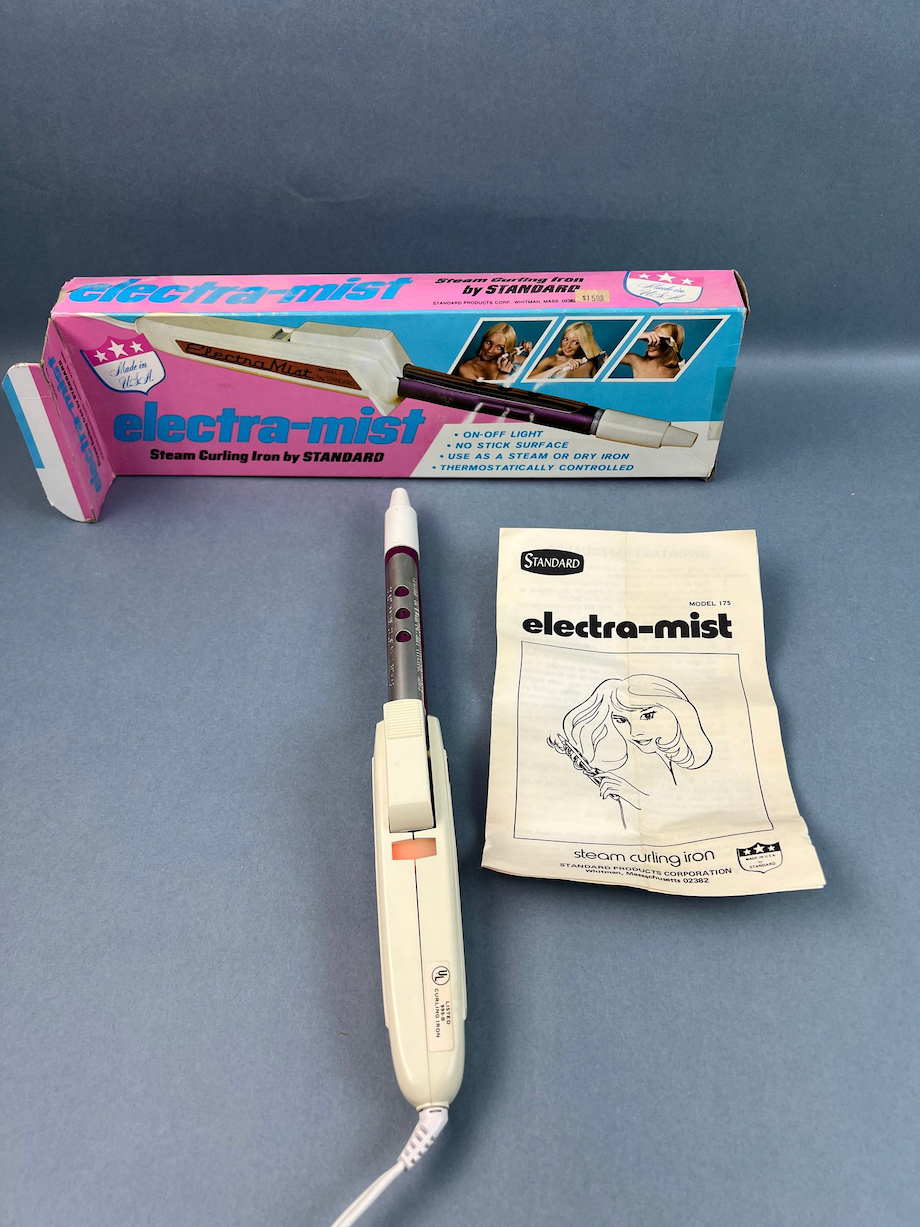 electra-mist
Steam Curling Iron
by STANDARD
STANDARD PRODUCTS CORP. WHITMAN, MASS. 02382
Made in
U.S.A.
Made in
U.S.A.
Electra Mist
by STANDARD
electra-mist
Steam Curling Iron by STANDARD
• ON-OFF LIGHT
• NO STICK SURFACE
• USE AS A STEAM OR DRY IRON
• THERMOSTATICALLY CONTROLLED
STANDARD
MODEL 175
electra-mist
steam curling iron
STANDARD PRODUCTS CORPORATION
Whitman, Massachusetts 02382
MADE IN U.S.A.
by
STANDARD
UL
LISTED
CURLING IRON